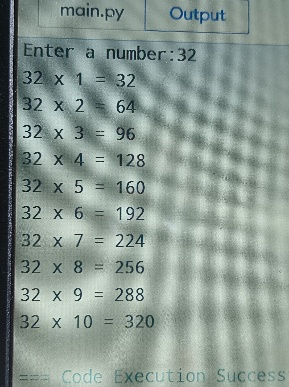 main.py Output
Enter a number:32
32 x 1 = 32
32 x 2 = 64
32 x 3 = 96
32 x 4 = 128
32 x 5 = 160
32 x 6 = 192
32 x 7 = 224
32 x 8 = 256
32 x 9 = 288
32 x 10 = 320
=== Code Execution Success